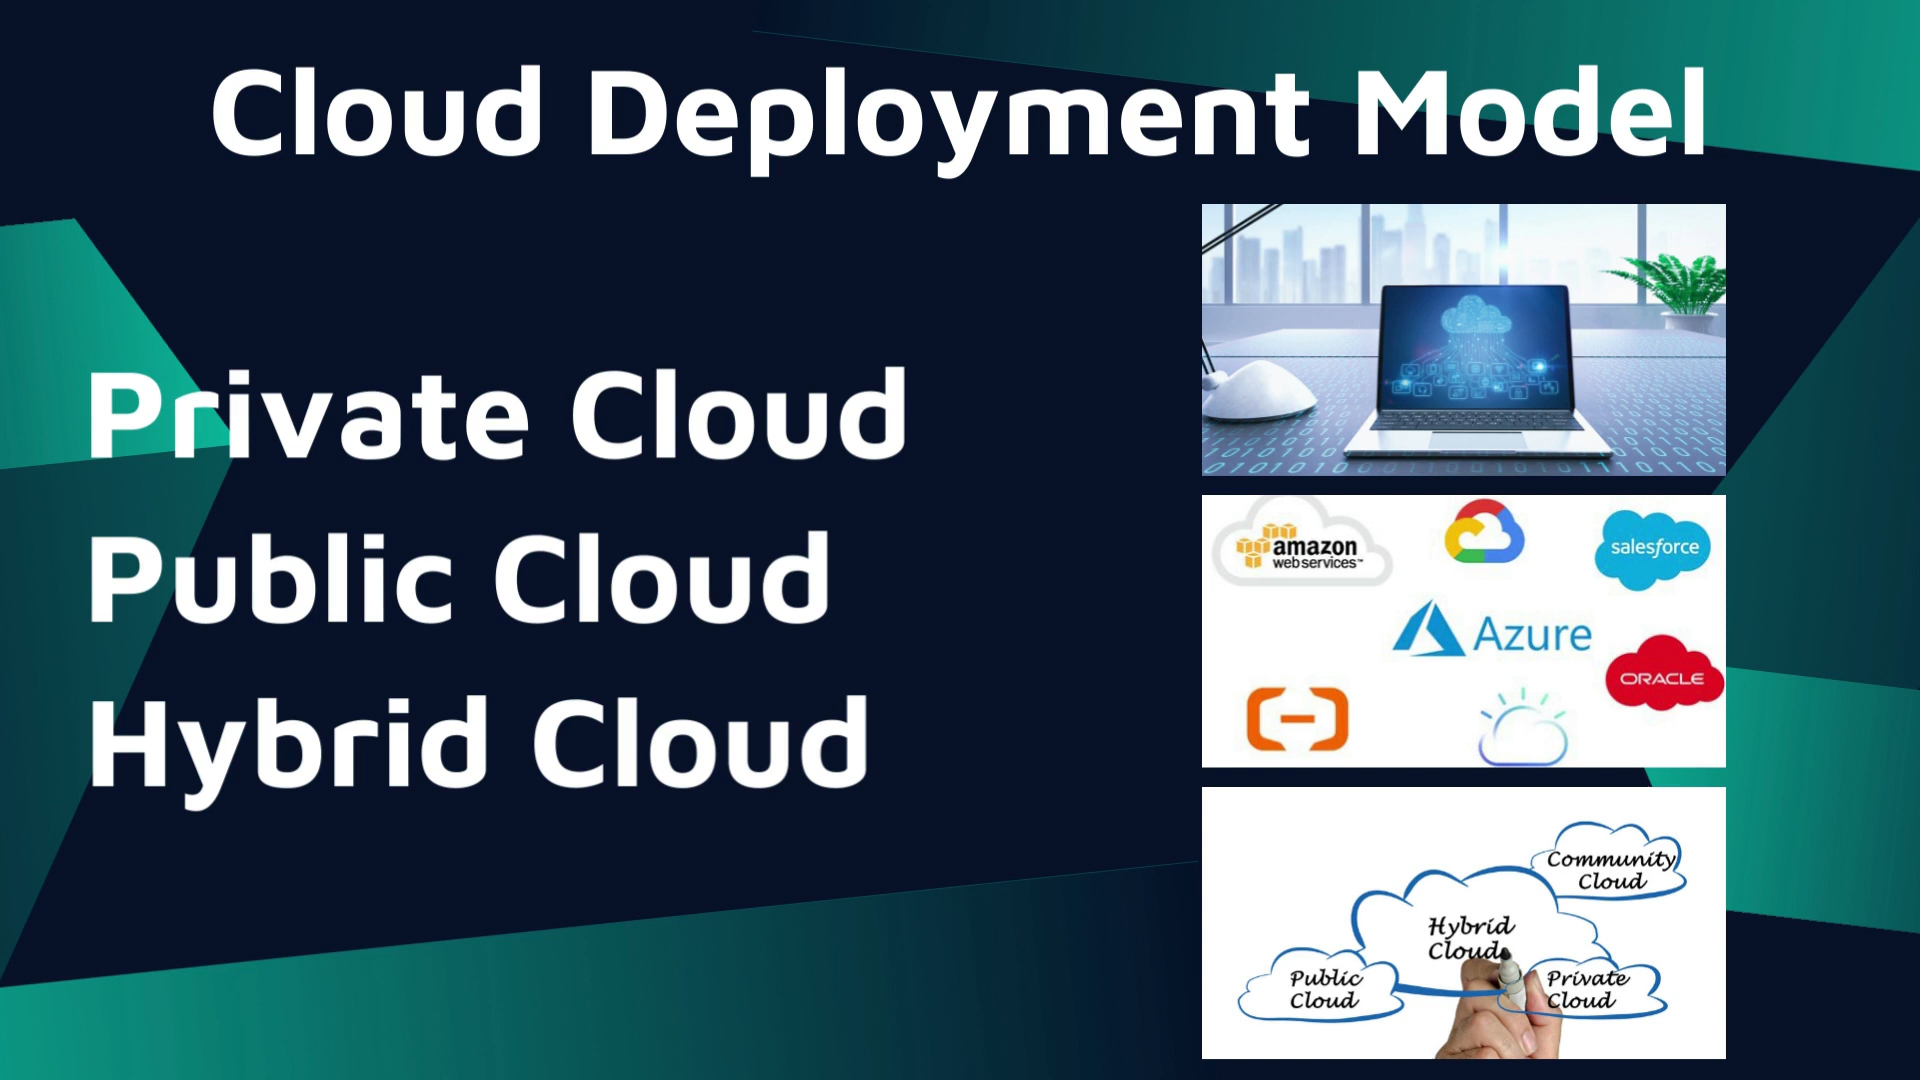 Cloud Deployment Model
Private Cloud
Public Cloud
Hybrid Cloud
amazon
webservices™
salesforce
Azure
ORACLE
Community
Cloud
Hybrid
Cloud
Public
Cloud
Private
Cloud